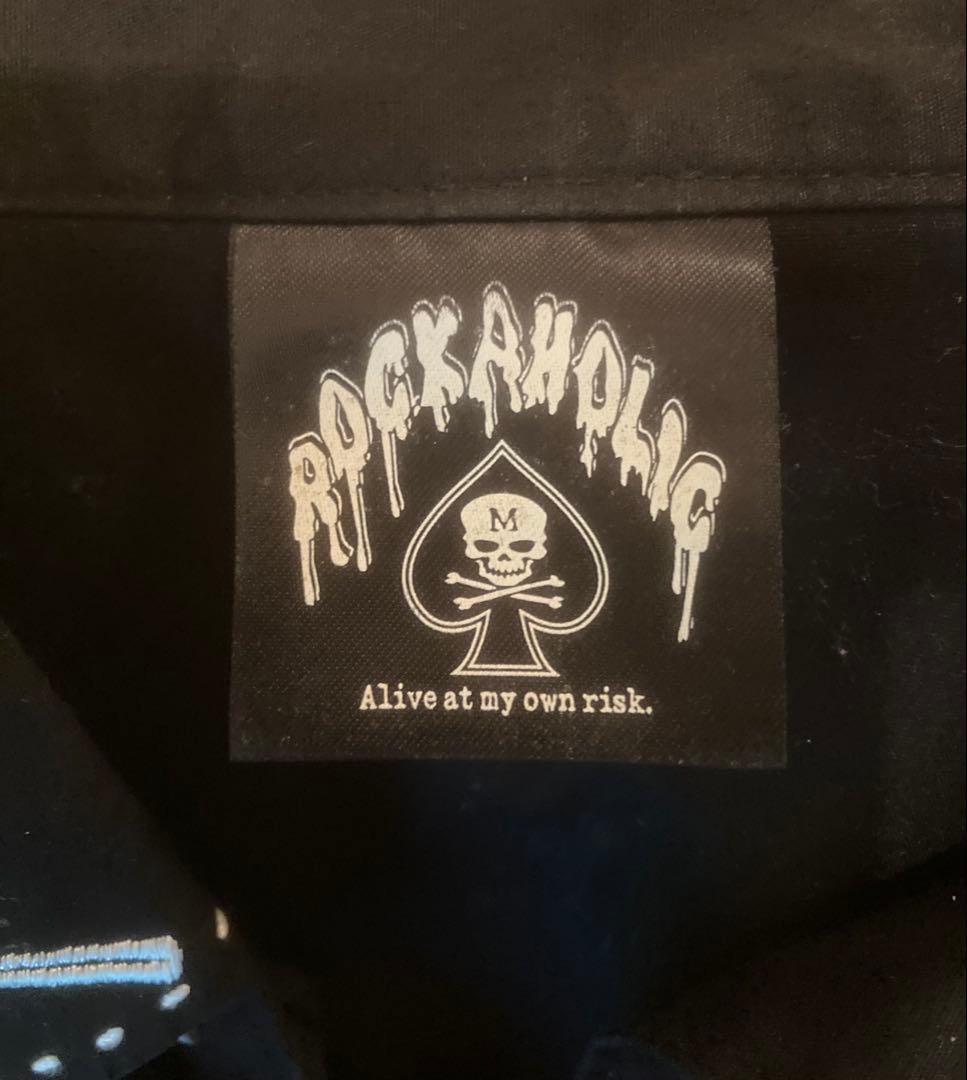 ROCKAHOLIC
M
Alive at my own risk.